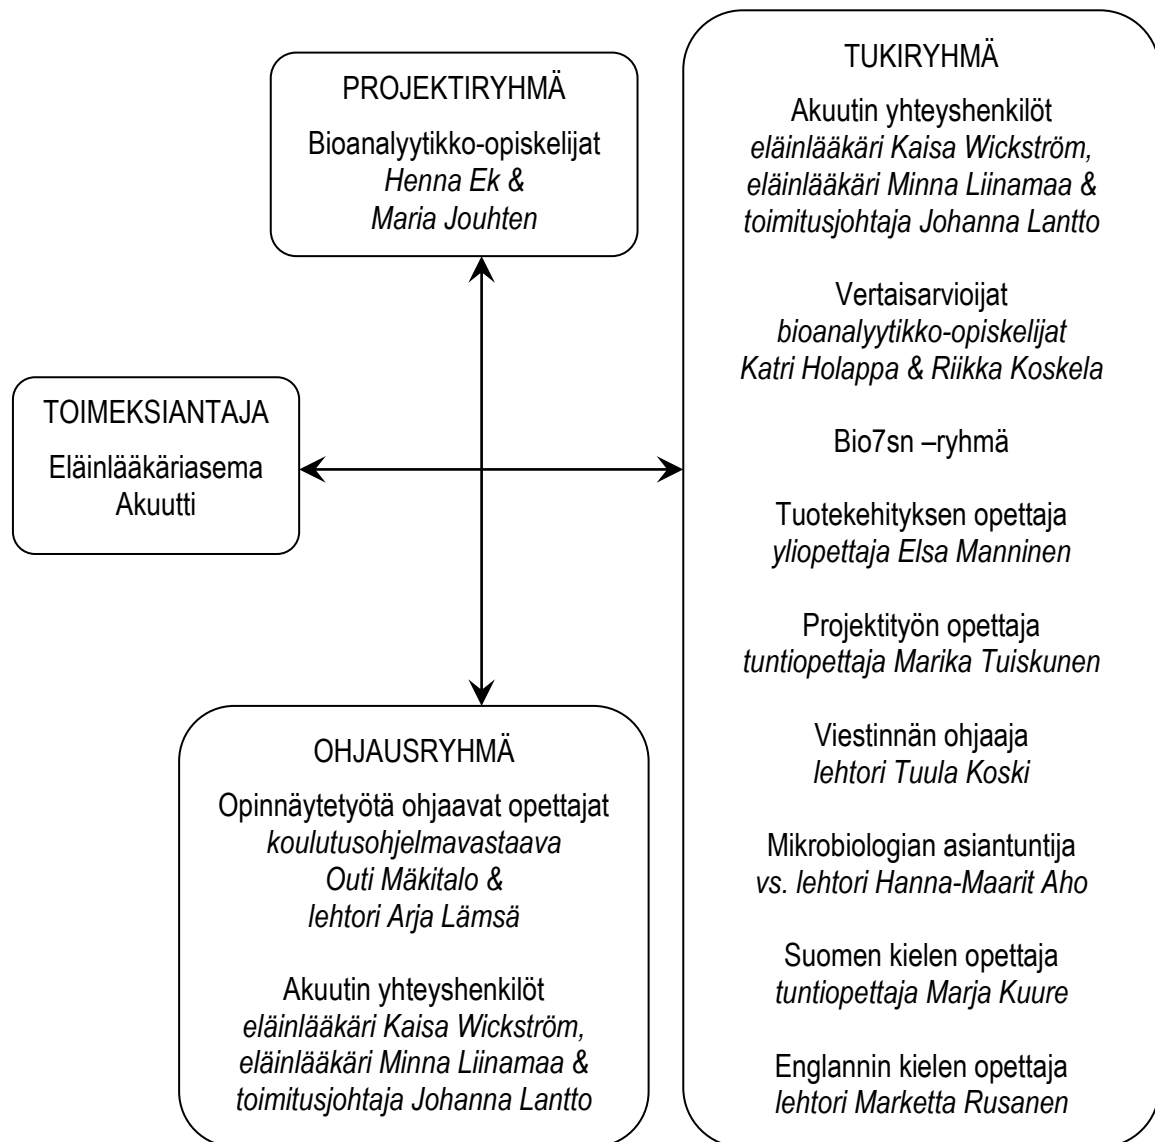 PROJEKTIRYHMÄ
Bioanalyytikko-opiskelijat
Henna Ek &
Maria Jouhten
TOIMEKSIANTAJA
Eläinlääkäriasema
Akuutti
OHJAUSRYHMÄ
Opinnäytetyötä ohjaavat opettajat
koulutusohjelmavastaava
Outi Mäkitalo &
lehtori Arja Lämsä
Akuutin yhteyshenkilöt
eläinlääkäri Kaisa Wickström,
eläinlääkäri Minna Liinamaa &
toimitusjohtaja Johanna Lantto
TUKIRYHMÄ
Akuutin yhteyshenkilöt
eläinlääkäri Kaisa Wickström,
eläinlääkäri Minna Liinamaa &
toimitusjohtaja Johanna Lantto
Vertaisarvioijat
bioanalyytikko-opiskelijat
Katri Holappa & Riikka Koskela
Bio7sn –ryhmä
Tuotekehityksen opettaja
yliopettaja Elsa Manninen
Projektityön opettaja
tuntiopettaja Marika Tuiskunen
Viestinnän ohjaaja
lehtori Tuula Koski
Mikrobiologian asiantuntija
vs. lehtori Hanna-Maarit Aho
Suomen kielen opettaja
tuntiopettaja Marja Kuure
Englannin kielen opettaja
lehtori Marketta Rusanen